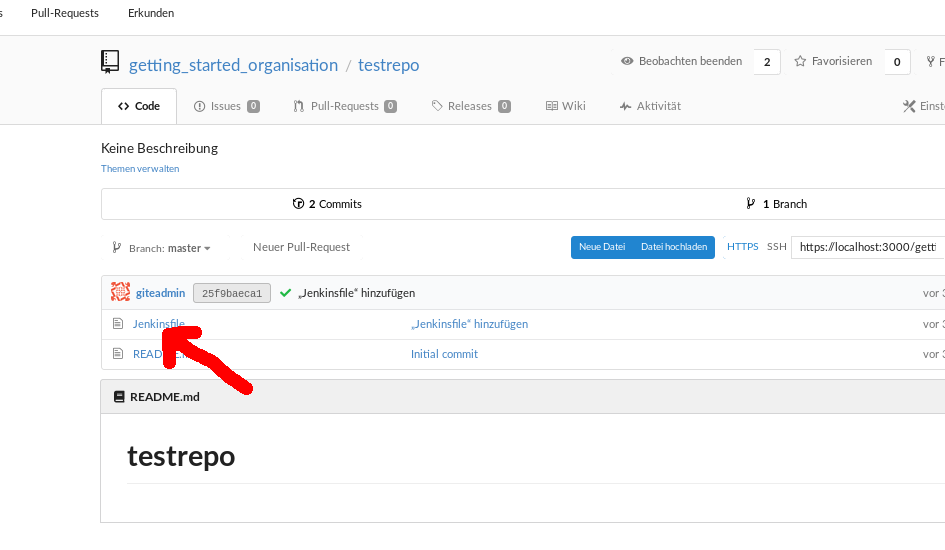 s Pull-Requests Erkunden
getting_started_organisation / testrepo Beobachten beenden 2 Favorisieren 0 F
Code Issues 0 Pull-Requests 0 Releases 0 Wiki Aktivität Einst
Keine Beschreibung
Themen verwalten
2 Commits 1 Branch
Branch: master Neuer Pull-Request Neue Datei Datei hochladen HTTPS SSH https://localhost:3000/getti
giteadmin 25f9baeca1 „Jenkinsfile“ hinzufügen vor 3
Jenkinsfile „Jenkinsfile“ hinzufügen vor 3
Initial commit vor 3
README.md
testrepo